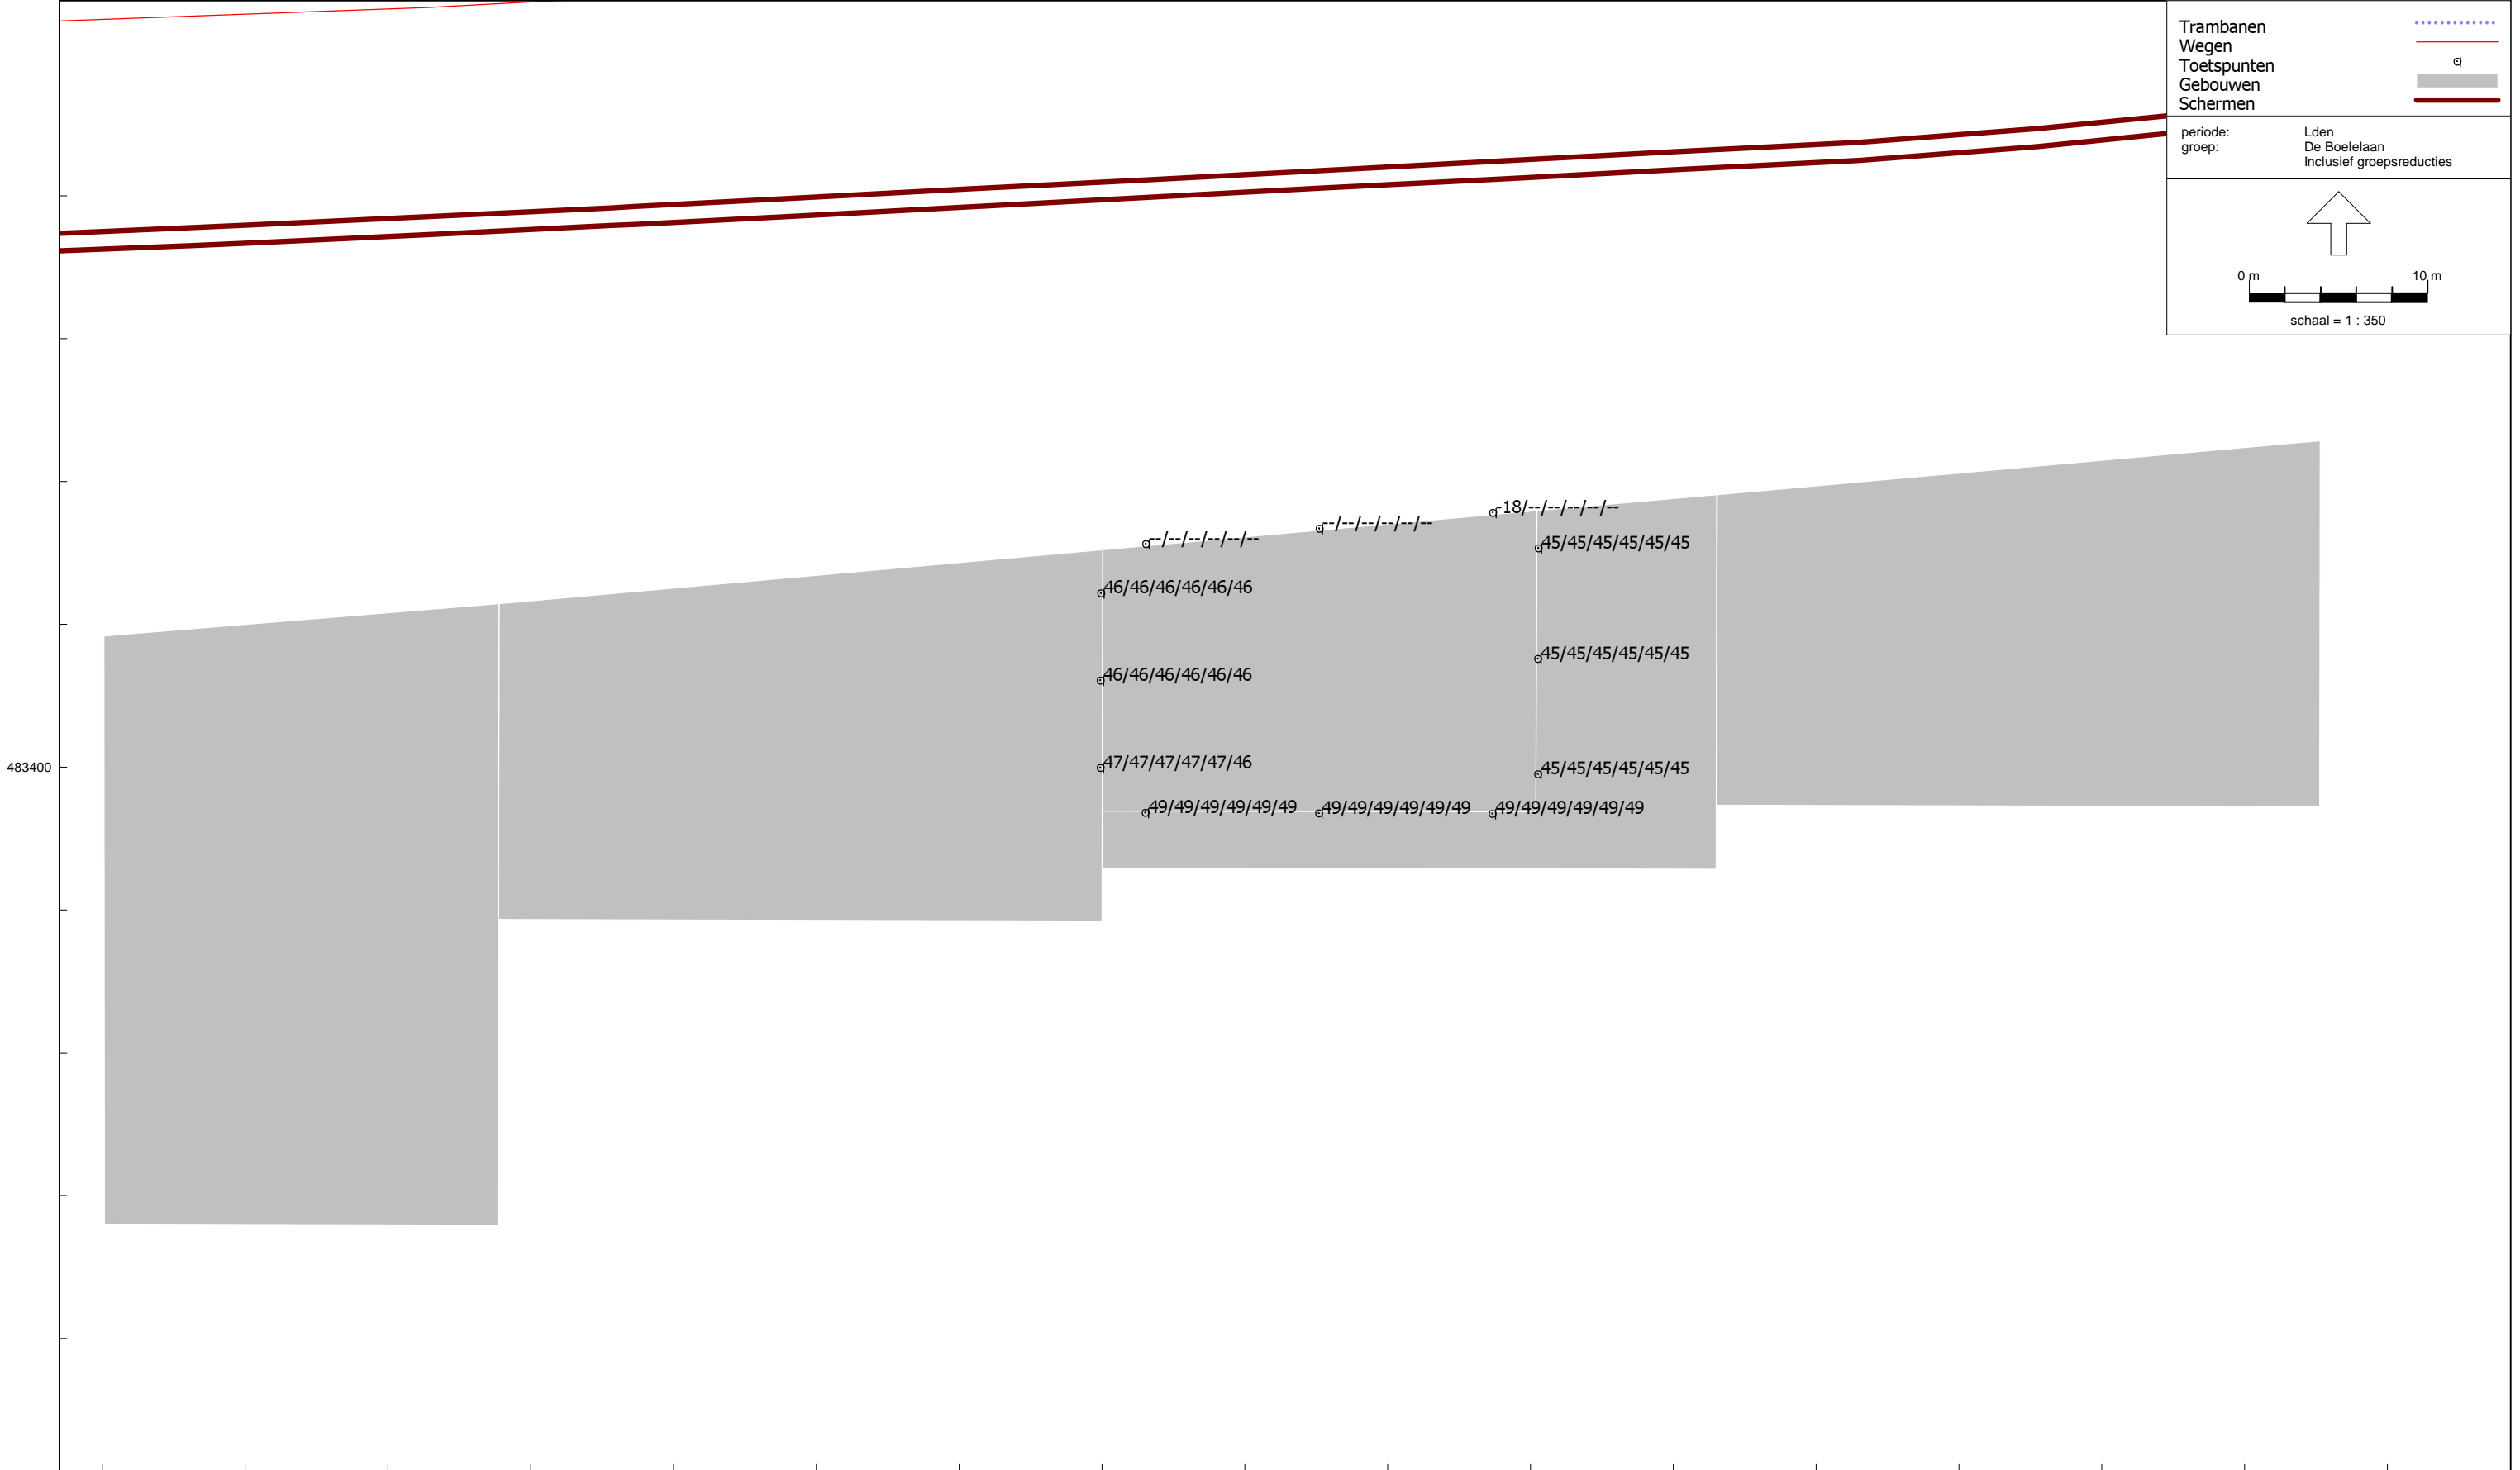 Trambanen
Wegen
Toetspunten
Gebouwen
Schermen
periode: Lden
groep: De Boelelaan
Inclusief groepsreducties
0 m 10 m
schaal = 1 : 350
-18/--/--/--/--/--
--/--/--/--/--/--
--/--/--/--/--/--
45/45/45/45/45/45
46/46/46/46/46/46
45/45/45/45/45/45
46/46/46/46/46/46
483400
47/47/47/47/47/46
45/45/45/45/45/45
49/49/49/49/49/49 49/49/49/49/49/49 49/49/49/49/49/49